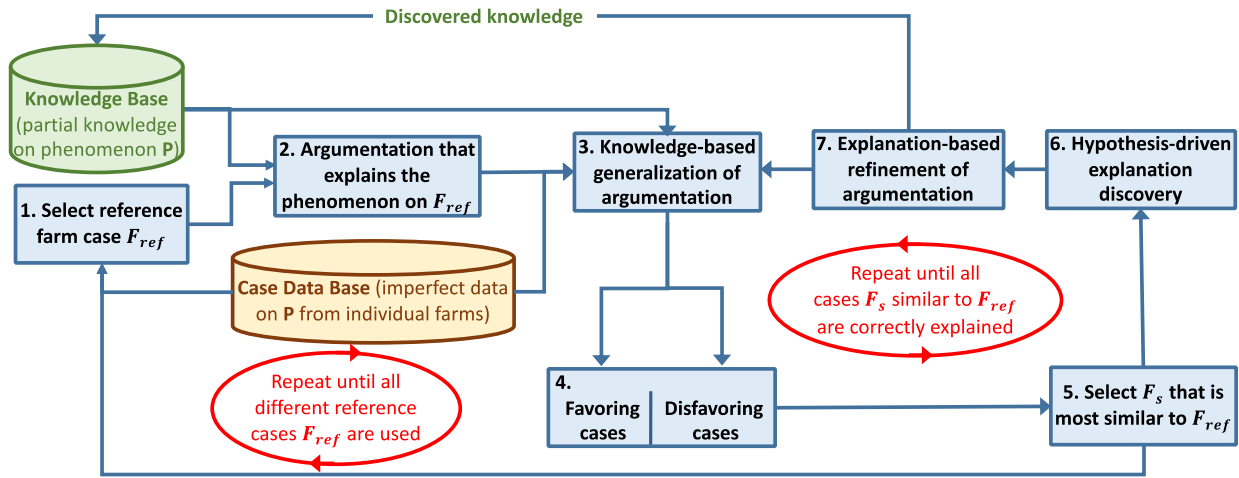 Discovered knowledge
Knowledge Base
(partial knowledge
on phenomenon P)
1. Select reference
farm case F_ref
2. Argumentation that
explains the
phenomenon on F_ref
3. Knowledge-based
generalization of
argumentation
7. Explanation-based
refinement of
argumentation
6. Hypothesis-driven
explanation
discovery
Case Data Base (imperfect data
on P from individual farms)
Repeat until all
cases F_s similar to F_ref
are correctly explained
Repeat until all
different reference
cases F_ref are used
4.
Favoring
cases
Disfavoring
cases
5. Select F_s that is
most similar to F_ref